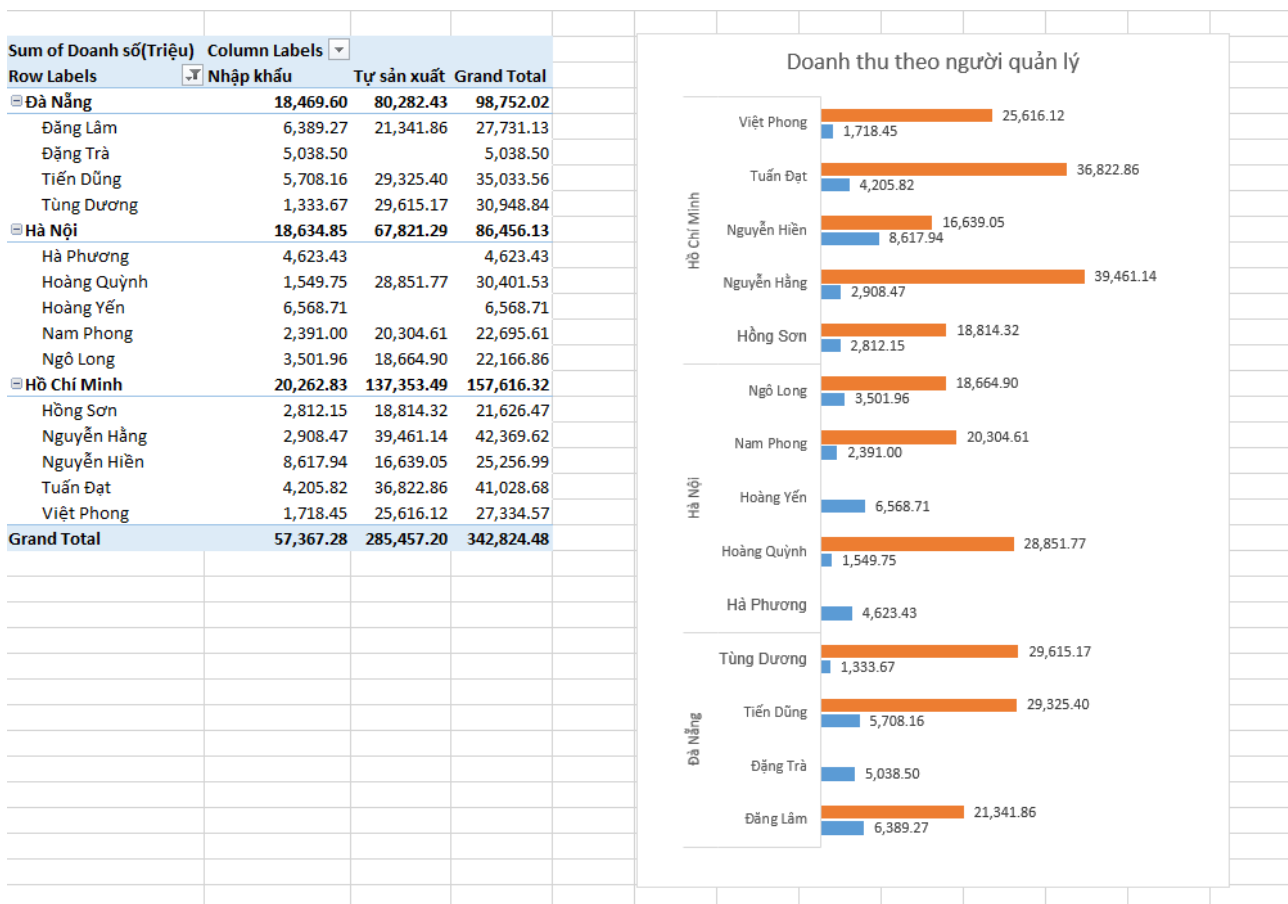 Sum of Doanh số(Triệu) Column Labels
Row Labels Nhập khẩu Tự sản xuất Grand Total
Đà Nẵng 18,469.60 80,282.43 98,752.02
Đăng Lâm 6,389.27 21,341.86 27,731.13
Đặng Trà 5,038.50 5,038.50
Tiến Dũng 5,708.16 29,325.40 35,033.56
Tùng Dương 1,333.67 29,615.17 30,948.84
Hà Nội 18,634.85 67,821.29 86,456.13
Hà Phương 4,623.43 4,623.43
Hoàng Quỳnh 1,549.75 28,851.77 30,401.53
Hoàng Yến 6,568.71 6,568.71
Nam Phong 2,391.00 20,304.61 22,695.61
Ngô Long 3,501.96 18,664.90 22,166.86
Hồ Chí Minh 20,262.83 137,353.49 157,616.32
Hồng Sơn 2,812.15 18,814.32 21,626.47
Nguyễn Hằng 2,908.47 39,461.14 42,369.62
Nguyễn Hiền 8,617.94 16,639.05 25,256.99
Tuấn Đạt 4,205.82 36,822.86 41,028.68
Việt Phong 1,718.45 25,616.12 27,334.57
Grand Total 57,367.28 285,457.20 342,824.48
Doanh thu theo người quản lý
Hồ Chí Minh
Việt Phong 25,616.12
1,718.45
Tuấn Đạt 36,822.86
4,205.82
Nguyễn Hiền 16,639.05
8,617.94
Nguyễn Hằng 39,461.14
2,908.47
Hồng Sơn 18,814.32
2,812.15
Hà Nội
Ngô Long 18,664.90
3,501.96
Nam Phong 20,304.61
2,391.00
Hoàng Yến 6,568.71
Hoàng Quỳnh 28,851.77
1,549.75
Hà Phương 4,623.43
Đà Nẵng
Tùng Dương 29,615.17
1,333.67
Tiến Dũng 29,325.40
5,708.16
Đặng Trà 5,038.50
Đăng Lâm 21,341.86
6,389.27